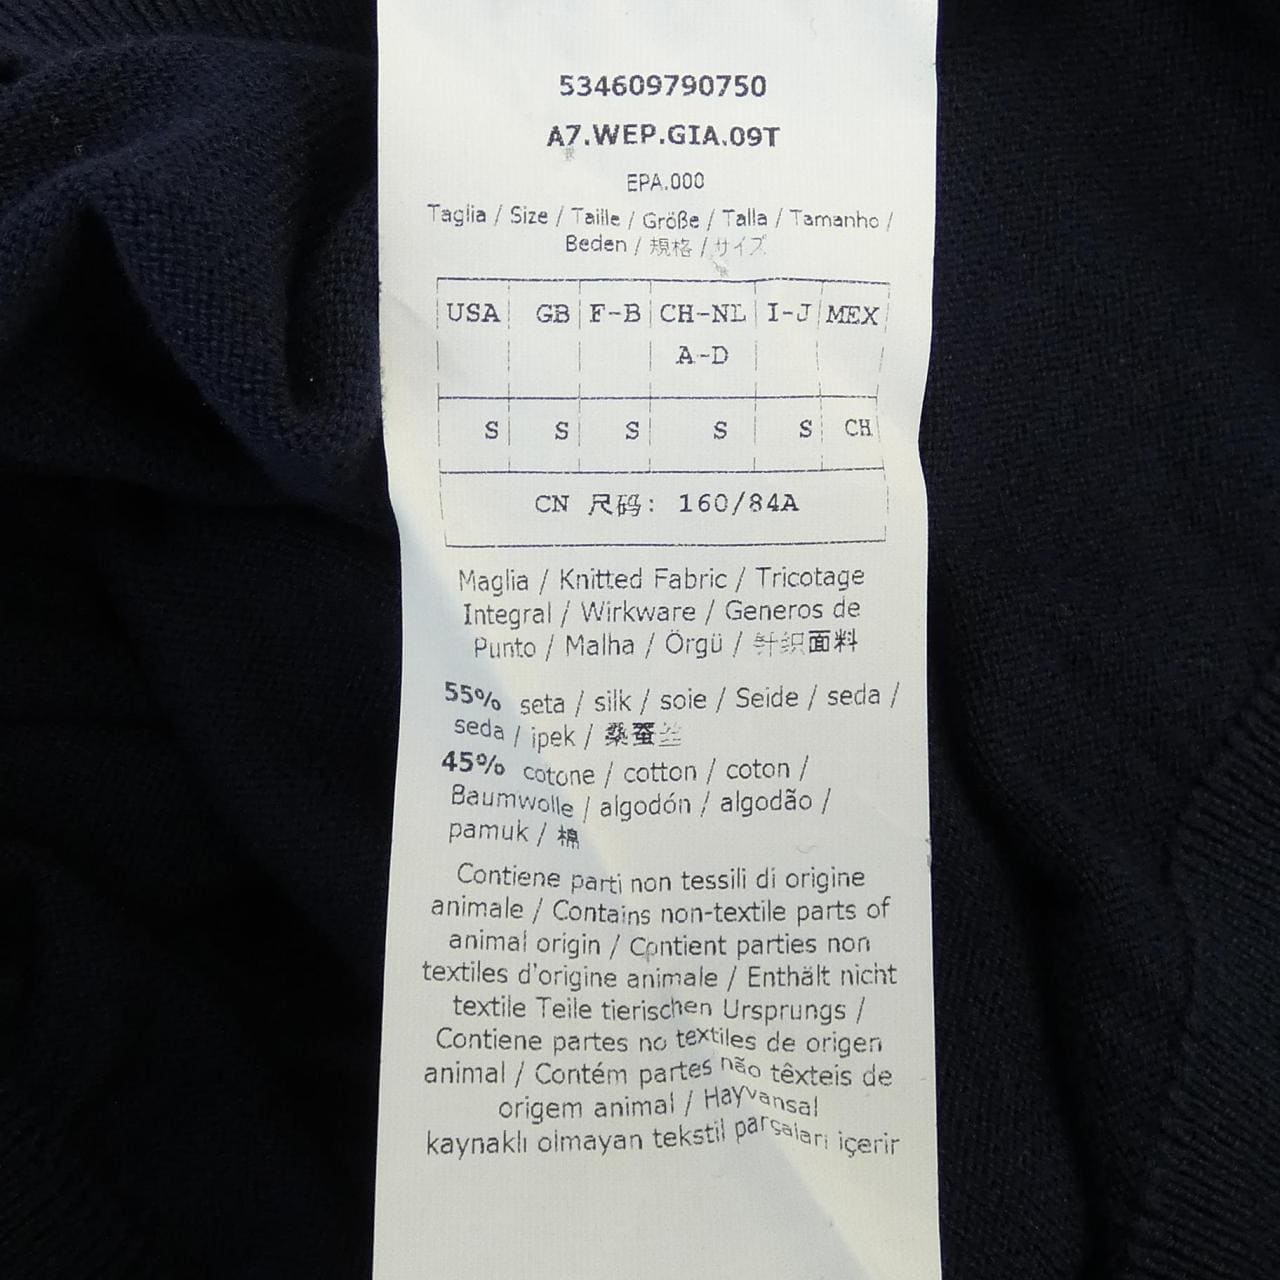 534609790750
A7.WEP.GIA.09T
EPA.000
Taglia / Size / Taille / Größe / Talla / Tamanho /
Beden / 規格 / サイズ
USA GB F-B CH-NL I-J MEX
A-D
S S S S S CH
CN 尺码: 160/84A
Maglia / Knitted Fabric / Tricotage
Integral / Wirkware / Generos de
Punto / Malha / Örgü / 针织面料
55% seta / silk / soie / Seide / seda /
seda / ipek / 桑蚕丝
45% cotone / cotton / coton /
Baumwolle / algodón / algodão /
pamuk / 棉
Contiene parti non tessili di origine
animale / Contains non-textile parts of
animal origin / Contient parties non
textiles d'origine animale / Enthält nicht
textile Teile tierischen Ursprungs /
Contiene partes no textiles de origen
animal / Contém partes não têxteis de
origem animal / Hayvansal
kaynaklı olmayan tekstil parçaları içerir